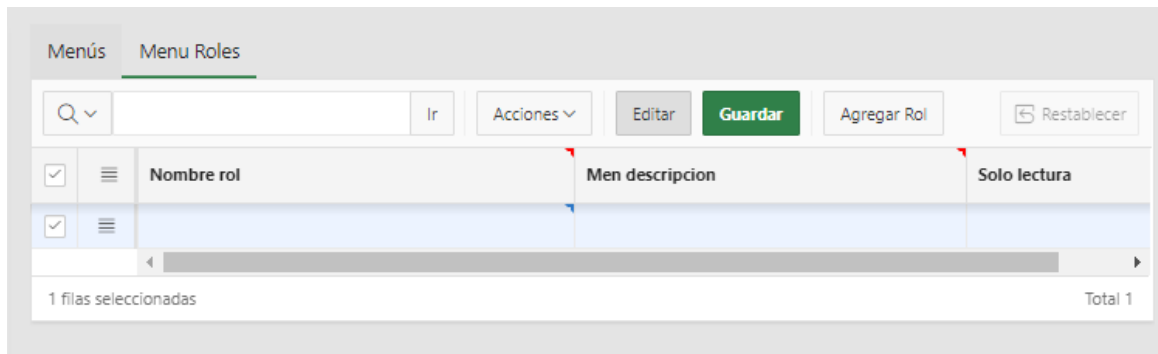 Menús Menu Roles
Ir Acciones Editar Guardar Agregar Rol Restablecer
Nombre rol Men descripcion Solo lectura
1 filas seleccionadas Total 1